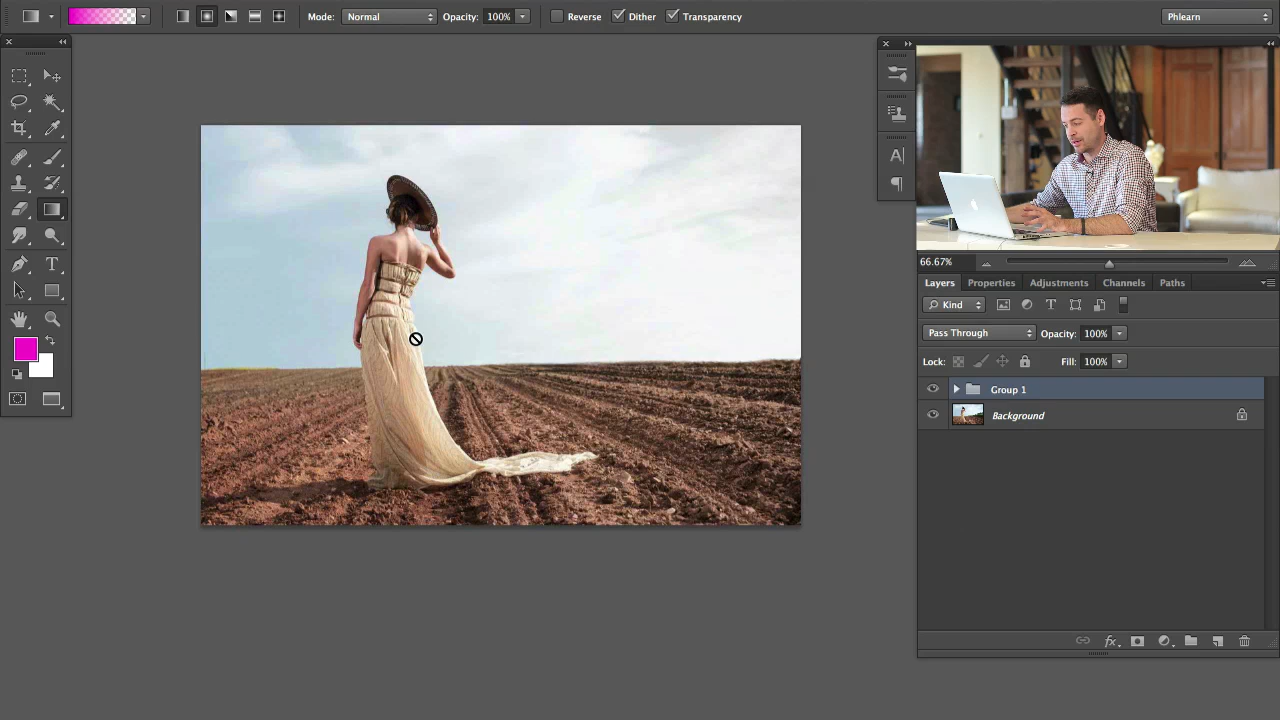 Mode: Normal Opacity: 100% Reverse Dither Transparency Phlearn
66.67%
Layers Properties Adjustments Channels Paths
Kind
Pass Through Opacity: 100%
Lock: Fill: 100%
Group 1
Background